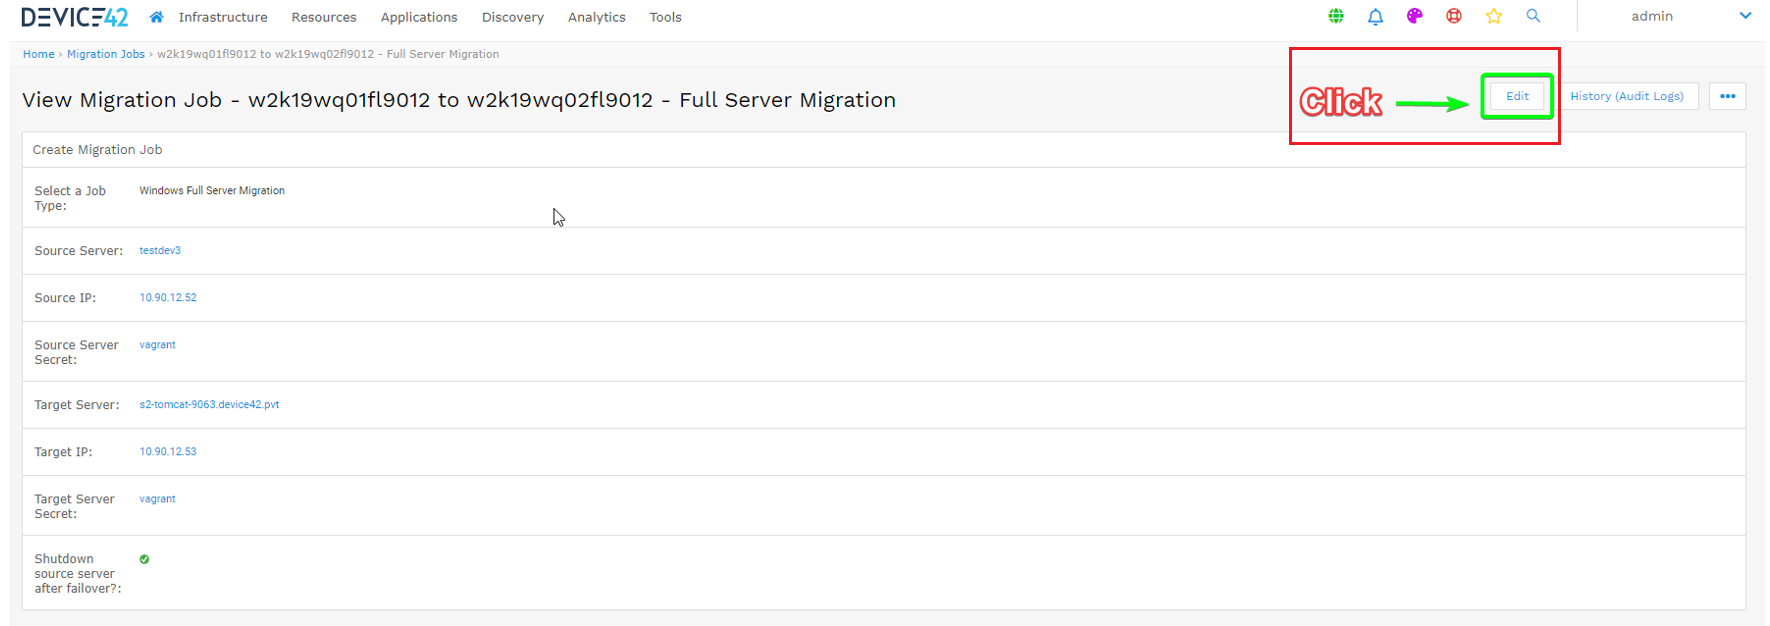 DEVICE42 Infrastructure Resources Applications Discovery Analytics Tools admin
Home › Migration Jobs › w2k19wq01fl9012 to w2k19wq02fl9012 - Full Server Migration
View Migration Job - w2k19wq01fl9012 to w2k19wq02fl9012 - Full Server Migration
Click
Edit
History (Audit Logs)
•••
Create Migration Job
Select a Job
Type:
Windows Full Server Migration
Source Server: testdev3
Source IP: 10.90.12.52
Source Server
Secret:
vagrant
Target Server: s2-tomcat-9063.device42.pvt
Target IP: 10.90.12.53
Target Server
Secret:
vagrant
Shutdown
source server
after failover?: